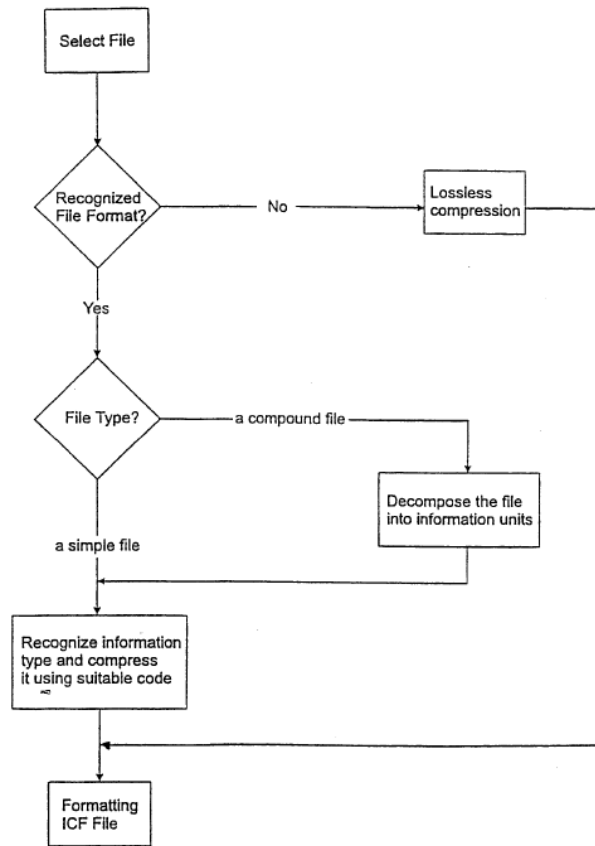 Select File
Recognized
File Format?
No
Lossless
compression
Yes
File Type?
a compound file
Decompose the file
into information units
a simple file
Recognize information
type and compress
it using suitable code
Formatting
ICF File